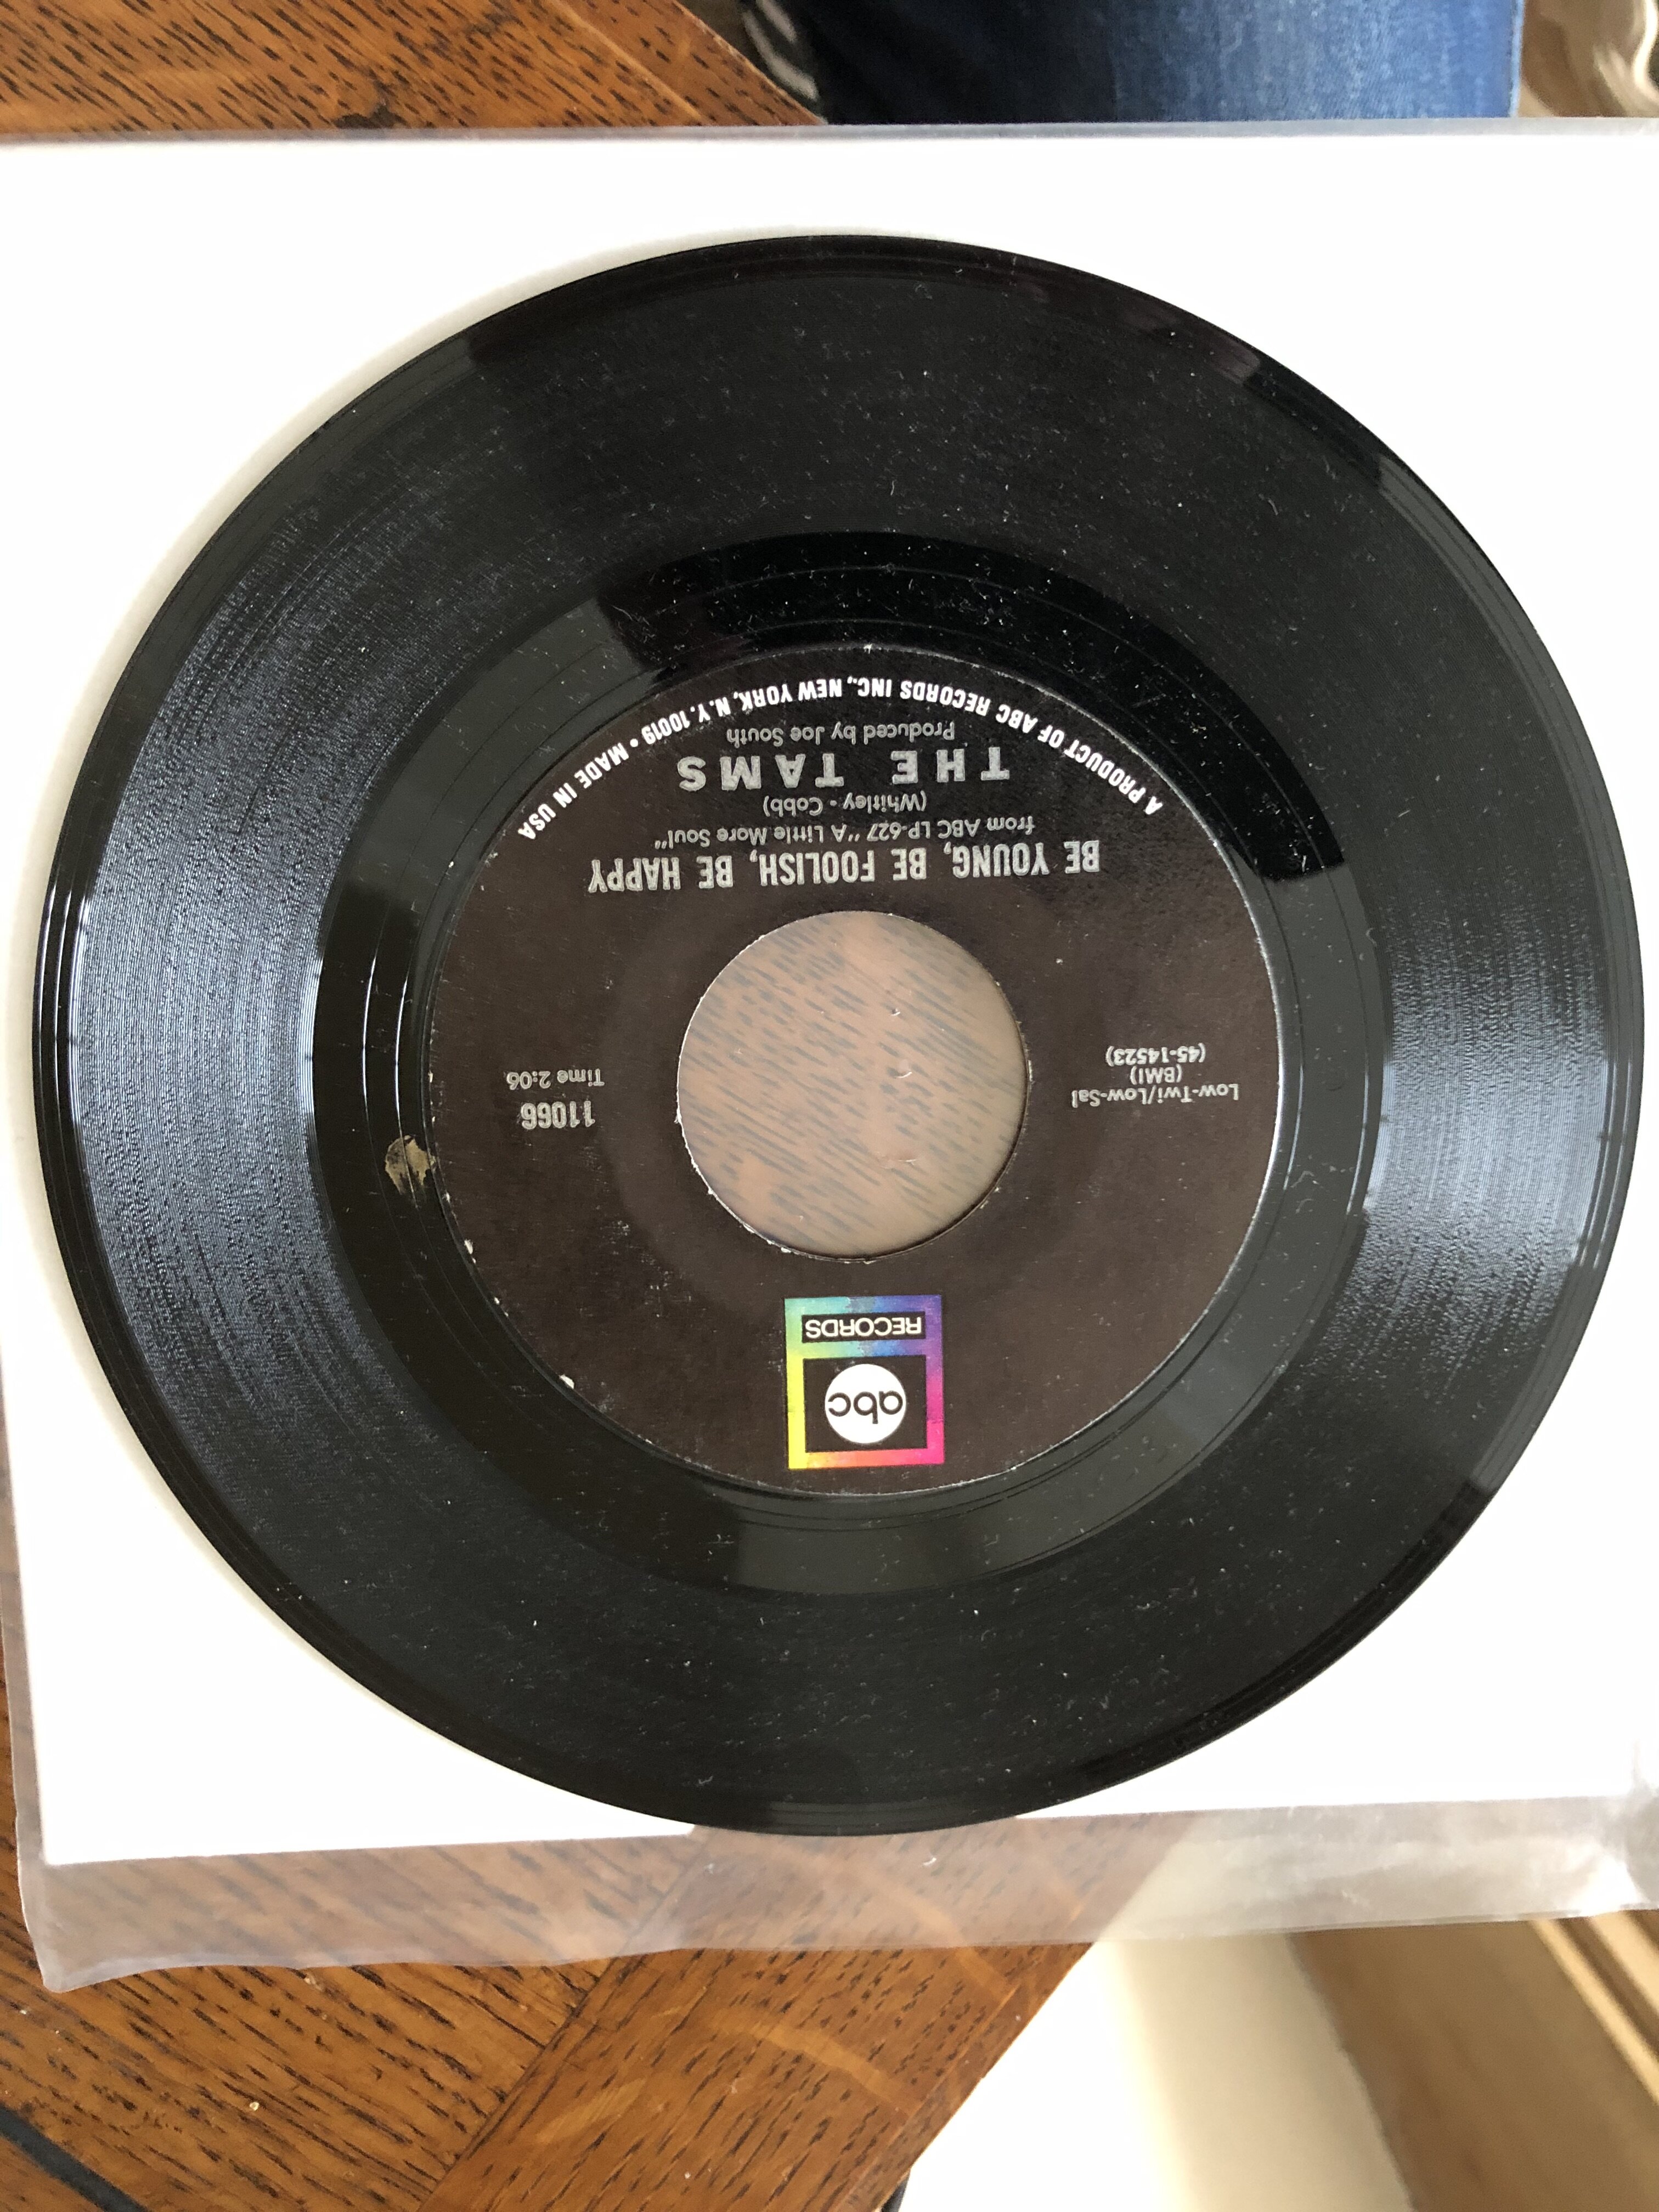 abc
RECORDS
11066
Time 2:06
Low-Twi/Low-Sal
(BMI)
(45-14523)
BE YOUNG, BE FOOLISH, BE HAPPY
from ABC LP-627 "A Little More Soul"
(Whitley - Cobb)
THE TAMS
Produced by Joe South
A PRODUCT OF ABC RECORDS INC., NEW YORK, N.Y. 10019 • MADE IN USA